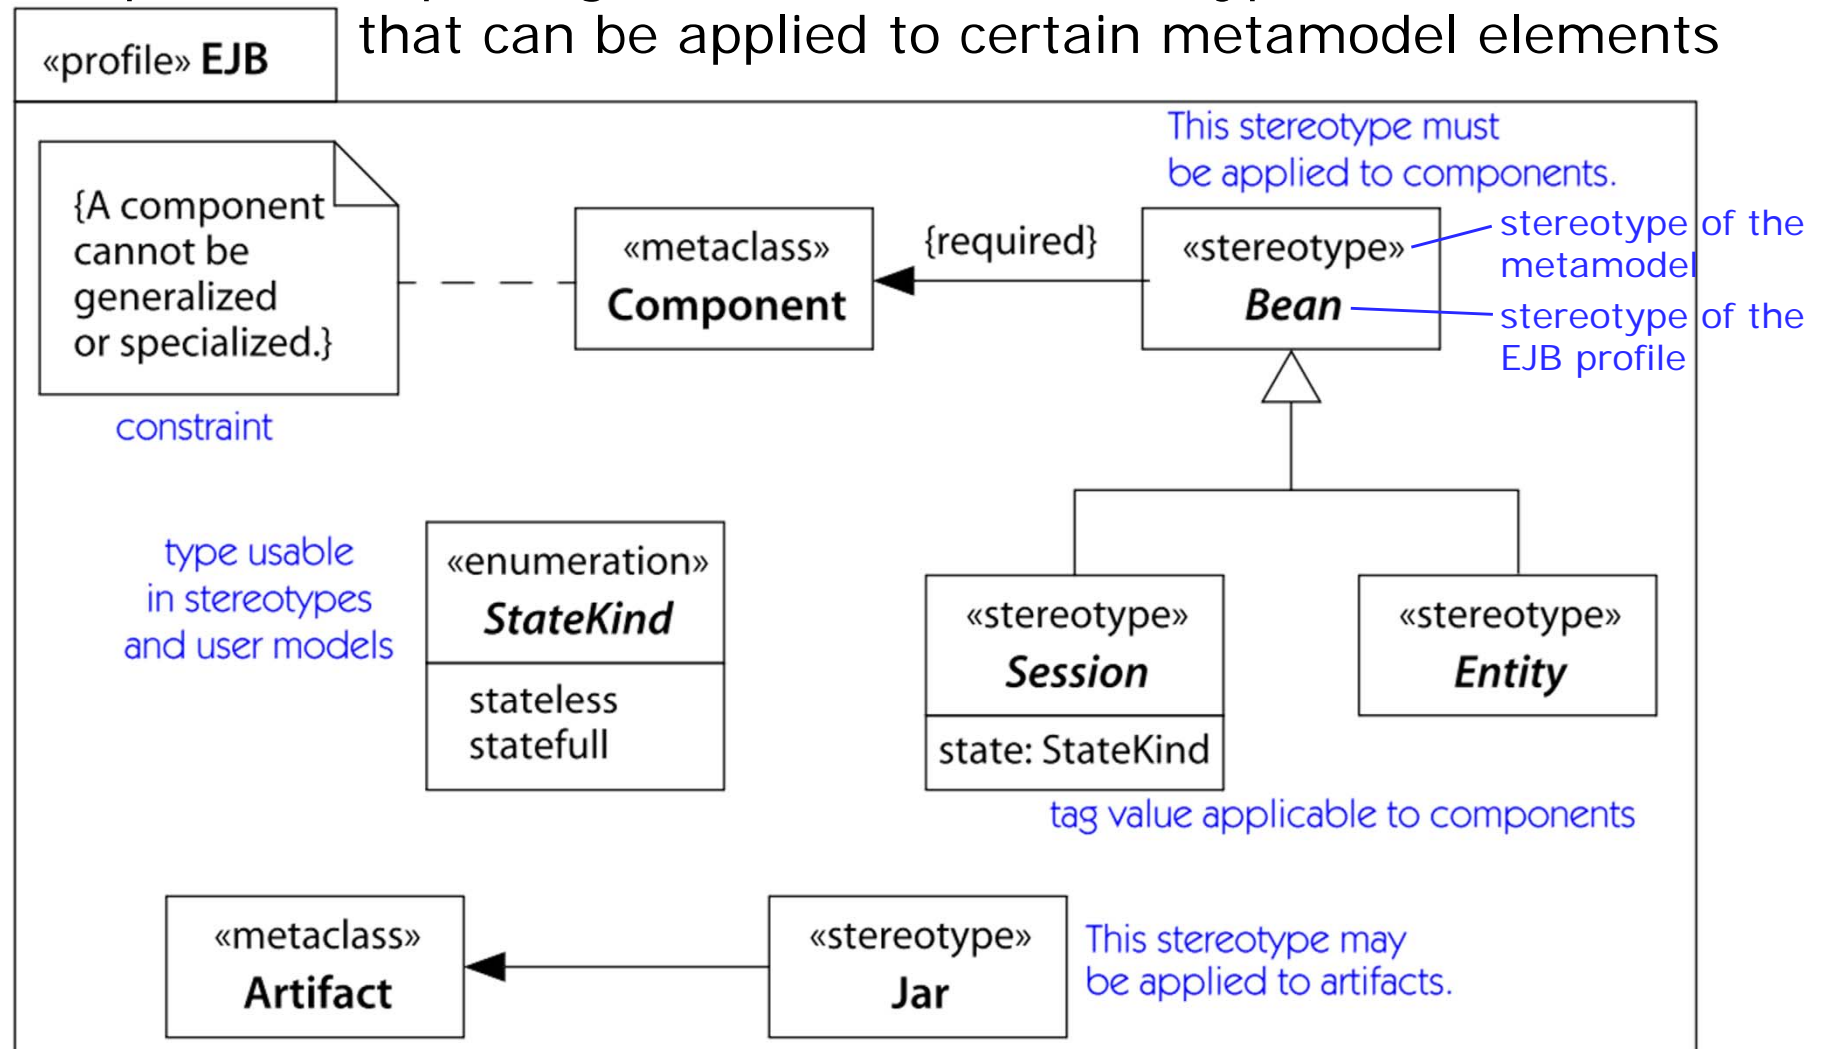 that can be applied to certain metamodel elements
«profile» EJB
This stereotype must
be applied to components.
{A component
cannot be
generalized
or specialized.}
constraint
«metaclass»
Component
{required}
«stereotype»
Bean
stereotype of the
metamodel
stereotype of the
EJB profile
type usable
in stereotypes
and user models
«enumeration»
StateKind
stateless
statefull
«stereotype»
Session
state: StateKind
«stereotype»
Entity
tag value applicable to components
«metaclass»
Artifact
«stereotype»
Jar
This stereotype may
be applied to artifacts.